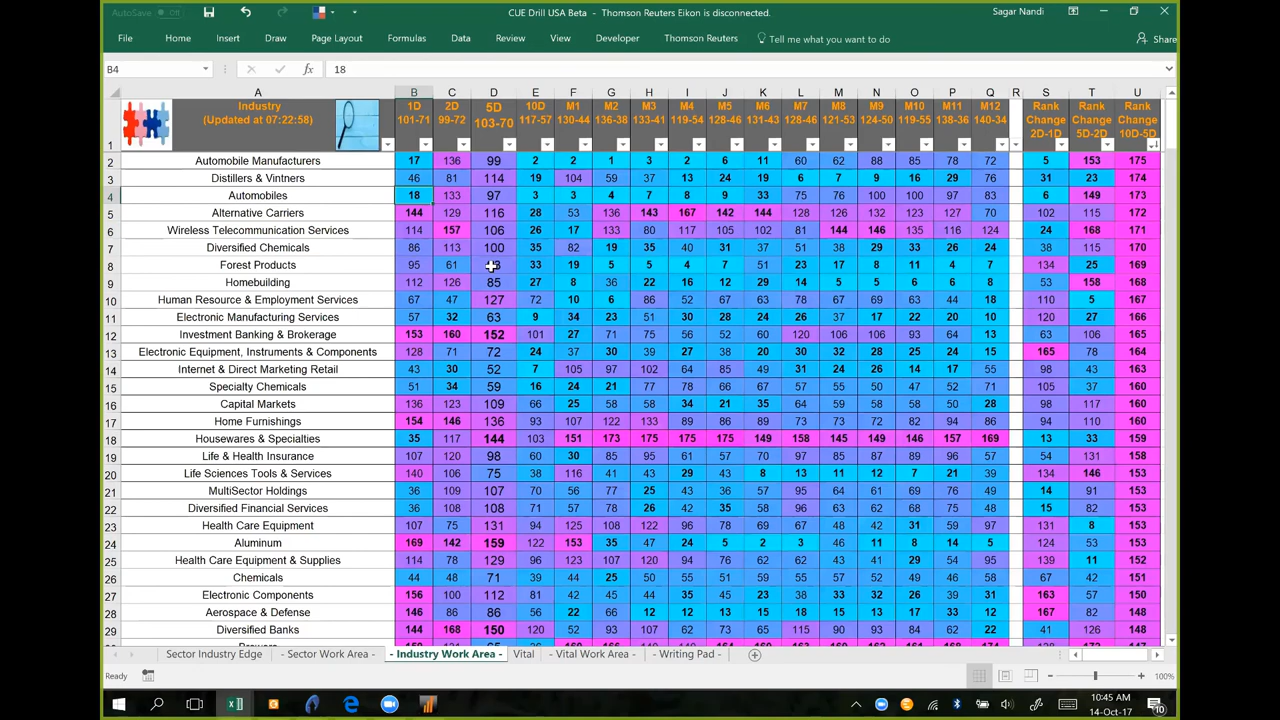 AutoSave Off
CUE Drill USA Beta - Thomson Reuters Eikon is disconnected.
Sagar Nandi
File Home Insert Draw Page Layout Formulas Data Review View Developer Thomson Reuters Tell me what you want to do Share
B4 fx 18
A B C D E F G H I J K L M N O P Q R S T U
1 Industry (Updated at 07:22:58) 1D 101-71 2D 99-72 5D 103-70 10D 117-57 M1 130-44 M2 136-38 M3 133-41 M4 119-54 M5 128-46 M6 131-43 M7 128-46 M8 121-53 M9 124-50 M10 119-55 M11 138-36 M12 140-34 Rank Change 2D-1D Rank Change 5D-2D Rank Change 10D-5D
2 Automobile Manufacturers 17 136 99 2 2 1 3 2 6 11 60 62 88 85 78 72 5 153 175
3 Distillers & Vintners 46 81 114 19 104 59 37 13 24 19 6 7 9 16 29 76 31 23 174
4 Automobiles 18 133 97 3 3 4 7 8 9 33 75 76 100 100 97 83 6 149 173
5 Alternative Carriers 144 129 116 28 53 136 143 167 142 144 128 126 132 123 127 70 102 115 172
6 Wireless Telecommunication Services 114 157 106 26 17 133 80 117 105 102 81 144 146 135 116 124 24 168 171
7 Diversified Chemicals 86 113 100 35 82 19 35 40 31 37 51 38 29 33 26 24 38 115 170
8 Forest Products 95 61 33 19 5 5 4 7 51 23 17 8 11 4 7 134 25 169
9 Homebuilding 112 126 85 27 8 36 22 16 12 29 14 5 5 6 6 8 53 158 168
10 Human Resource & Employment Services 67 47 127 72 10 6 86 52 67 63 78 67 69 63 44 18 110 5 167
11 Electronic Manufacturing Services 57 32 63 9 34 23 51 30 28 24 26 37 17 22 20 10 120 27 166
12 Investment Banking & Brokerage 153 160 152 101 27 71 75 56 52 60 120 106 106 93 64 13 63 106 165
13 Electronic Equipment, Instruments & Components 128 71 72 24 37 30 39 27 38 20 30 32 28 25 24 15 165 78 164
14 Internet & Direct Marketing Retail 43 30 52 7 105 97 102 64 85 49 31 24 26 14 17 55 98 43 163
15 Specialty Chemicals 51 34 59 16 24 21 77 78 66 67 57 55 50 47 52 71 105 37 162
16 Capital Markets 136 123 109 66 25 58 58 34 21 35 64 59 58 58 50 28 98 117 160
17 Home Furnishings 154 146 136 93 107 122 133 89 86 89 73 72 82 94 94 86 94 110 160
18 Housewares & Specialties 35 117 144 103 151 173 175 175 175 149 158 145 149 146 157 169 13 33 159
19 Life & Health Insurance 107 120 98 60 30 85 95 61 57 70 97 85 87 89 96 57 54 131 158
20 Life Sciences Tools & Services 140 106 75 38 116 41 43 29 43 8 13 11 12 7 21 39 134 146 153
21 MultiSector Holdings 36 109 107 70 56 77 25 43 36 57 95 64 61 69 76 49 14 91 153
22 Diversified Financial Services 36 108 108 71 57 78 26 42 35 58 96 63 62 68 75 48 15 82 153
23 Health Care Equipment 107 75 131 94 125 108 122 96 78 69 67 48 42 31 59 97 131 8 153
24 Aluminum 169 142 159 122 153 35 47 24 5 2 3 46 11 8 14 5 124 53 153
25 Health Care Equipment & Supplies 114 78 129 96 123 107 120 94 76 62 62 43 41 29 54 95 139 11 152
26 Chemicals 44 48 71 39 44 25 50 55 51 59 55 57 52 49 46 56 67 42 151
27 Electronic Components 156 100 112 81 42 45 44 35 45 23 38 33 32 26 39 31 163 57 150
28 Aerospace & Defense 146 86 86 56 22 66 12 12 13 15 18 15 13 17 33 12 167 82 148
29 Diversified Banks 144 168 150 120 52 93 107 62 73 65 115 90 93 84 62 22 41 126 148
Sector Industry Edge - Sector Work Area - - Industry Work Area - Vital - Vital Work Area - - Writing Pad -
Ready 100%
10:45 AM
14-Oct-17
10